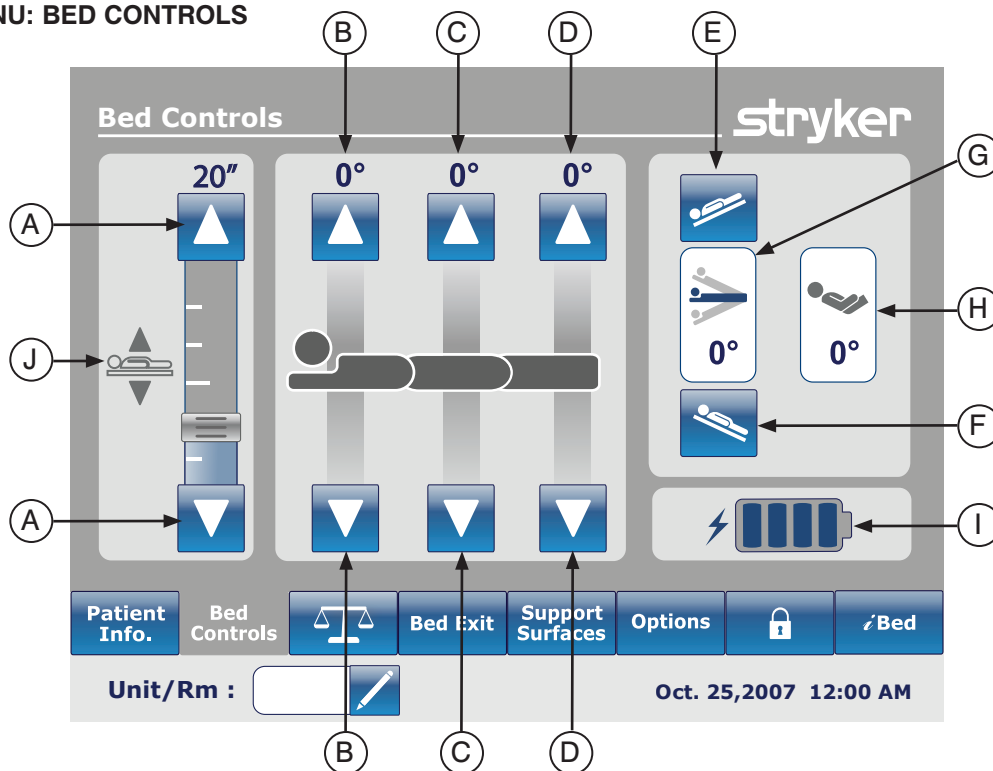 NU: BED CONTROLS
B C D E
Bed Controls stryker
20" 0° 0° 0°
G
A
0° 0°
H
J
F
A
I
Patient Info. Bed Controls Bed Exit Support Surfaces Options iBed
Unit/Rm : Oct. 25,2007 12:00 AM
B C D